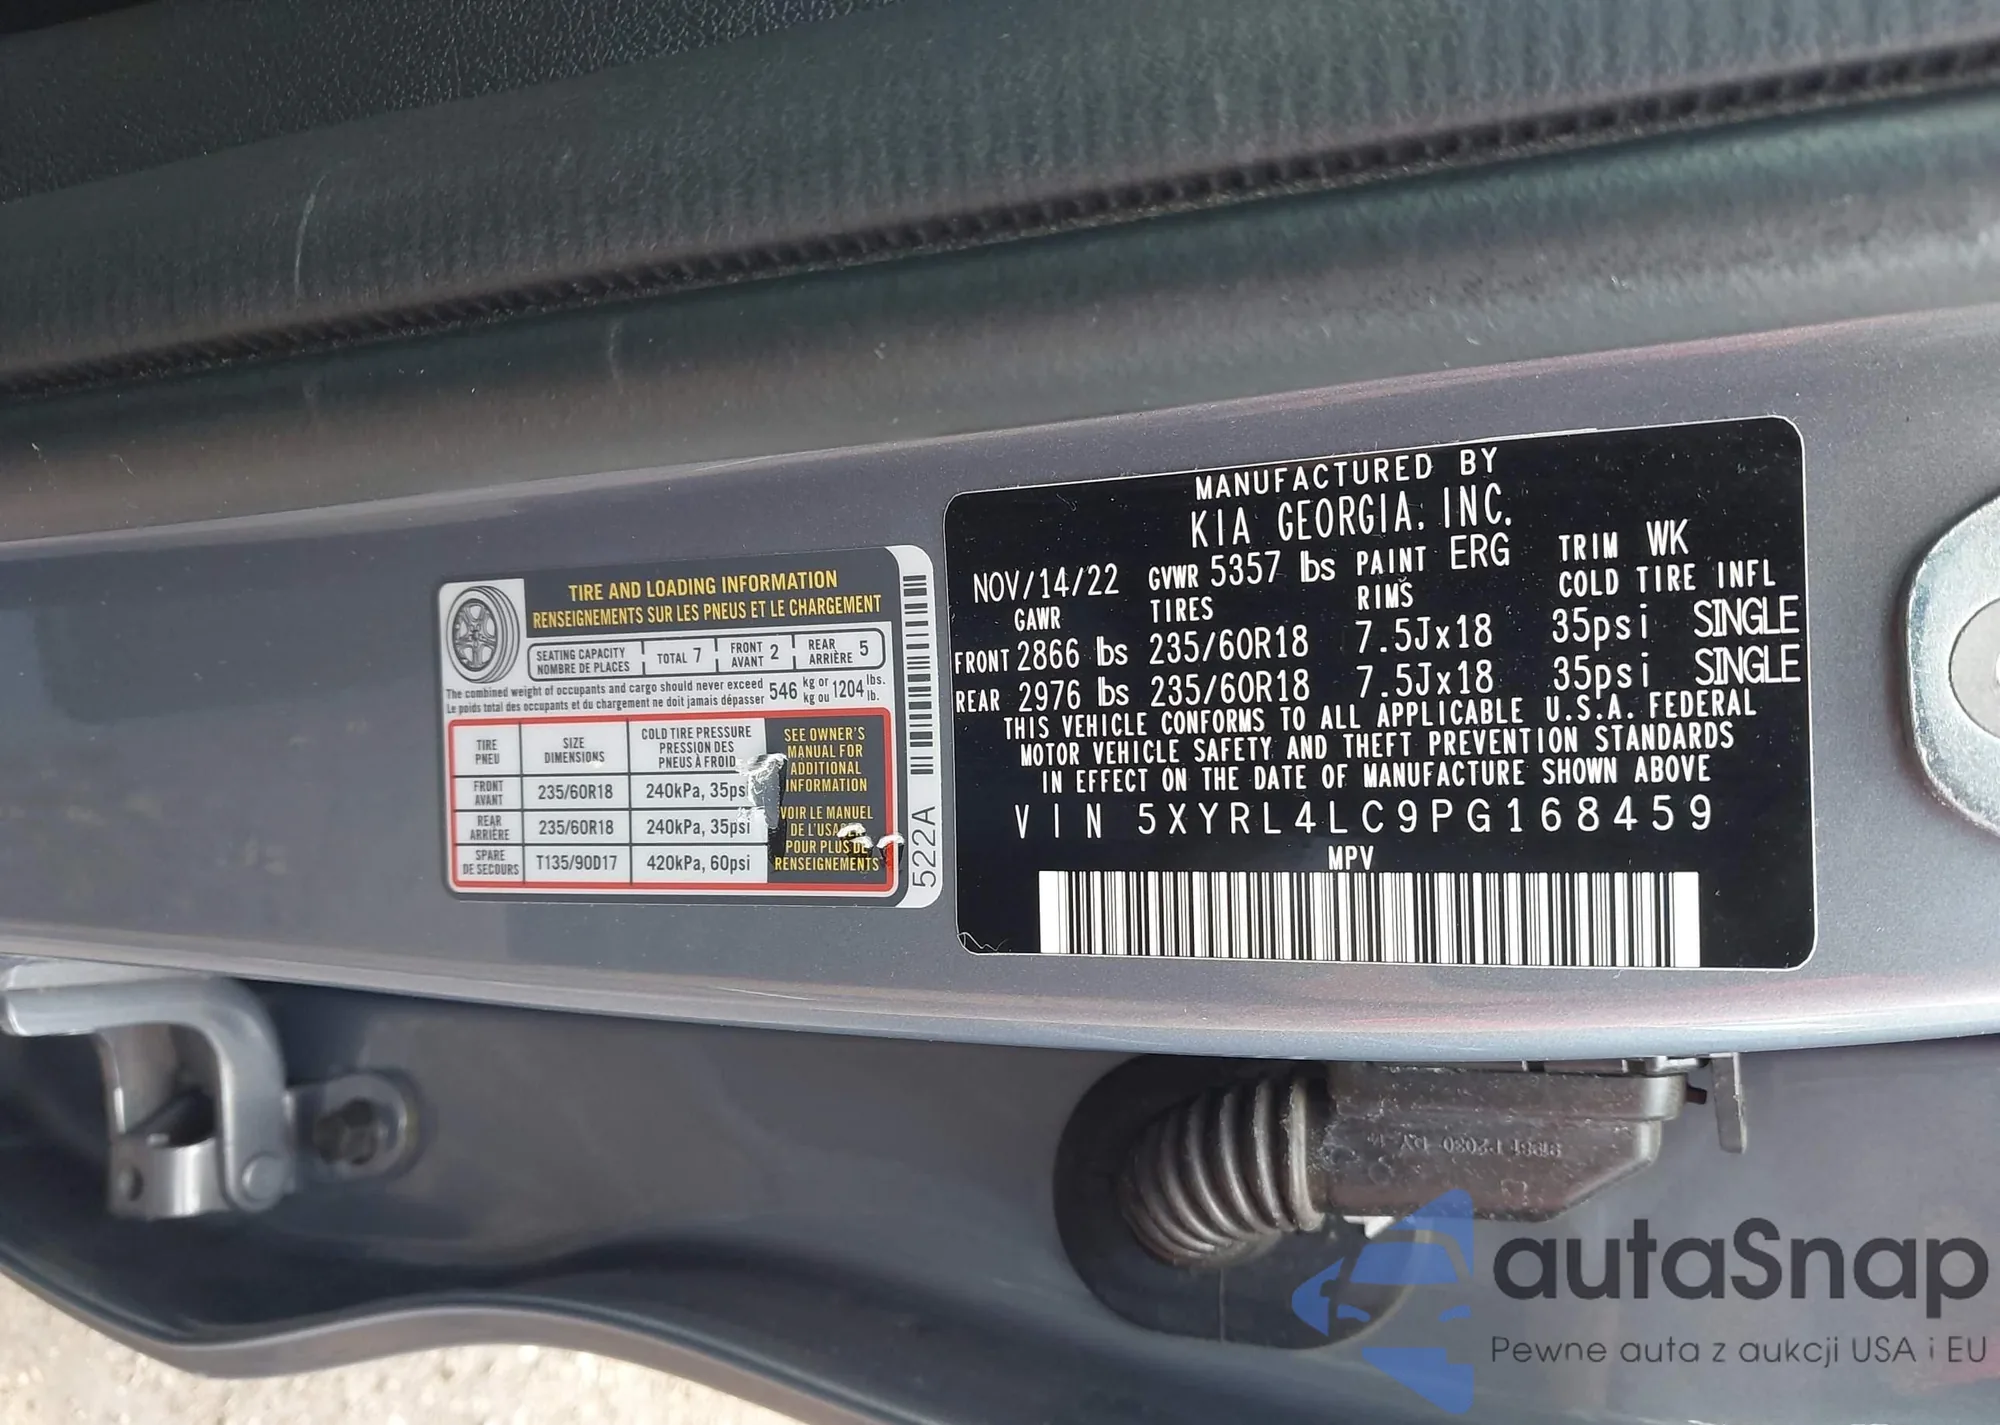 TIRE AND LOADING INFORMATION
RENSEIGNEMENTS SUR LES PNEUS ET LE CHARGEMENT
SEATING CAPACITY
NOMBRE DE PLACES
TOTAL 7
FRONT
AVANT 2
REAR
ARRIÈRE 5
The combined weight of occupants and cargo should never exceed 546 kg or 1204 lbs.
Le poids total des occupants et du chargement ne doit jamais dépasser kg ou lb.
TIRE
PNEU
SIZE
DIMENSIONS
COLD TIRE PRESSURE
PRESSION DES
PNEUS À FROID
SEE OWNER'S
MANUAL FOR
ADDITIONAL
INFORMATION
FRONT
AVANT
235/60R18
240kPa, 35psi
REAR
ARRIÈRE
235/60R18
240kPa, 35psi
SPARE
DE SECOURS
T135/90D17
420kPa, 60psi
VOIR LE MANUEL
DE L'USAGER
POUR PLUS DE
RENSEIGNEMENTS
522A
MANUFACTURED BY
KIA GEORGIA, INC.
NOV/14/22 GVWR 5357 lbs PAINT ERG TRIM WK
GAWR TIRES RIMS COLD TIRE INFL
FRONT 2866 lbs 235/60R18 7.5Jx18 35psi SINGLE
REAR 2976 lbs 235/60R18 7.5Jx18 35psi SINGLE
THIS VEHICLE CONFORMS TO ALL APPLICABLE U.S.A. FEDERAL
MOTOR VEHICLE SAFETY AND THEFT PREVENTION STANDARDS
IN EFFECT ON THE DATE OF MANUFACTURE SHOWN ABOVE
VIN 5XYRL4LC9PG168459
MPV
autaSnap
Pewne auta z aukcji USA i EU